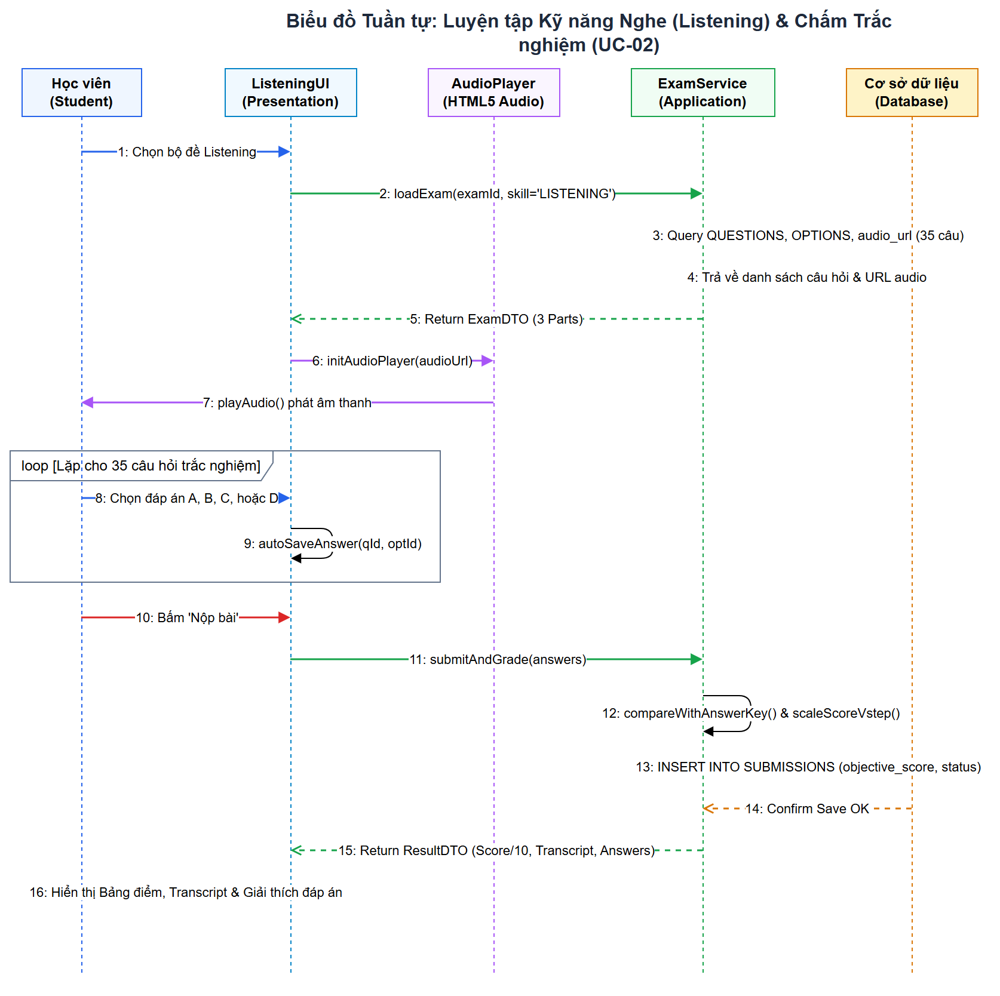 Biểu đồ Tuần tự: Luyện tập Kỹ năng Nghe (Listening) & Chấm Trắc
nghiệm (UC-02)
Học viên
(Student)
ListeningUI
(Presentation)
AudioPlayer
(HTML5 Audio)
ExamService
(Application)
Cơ sở dữ liệu
(Database)
1: Chọn bộ đề Listening
2: loadExam(examId, skill='LISTENING')
3: Query QUESTIONS, OPTIONS, audio_url (35 câu)
4: Trả về danh sách câu hỏi & URL audio
5: Return ExamDTO (3 Parts)
6: initAudioPlayer(audioUrl)
7: playAudio() phát âm thanh
loop [Lặp cho 35 câu hỏi trắc nghiệm]
8: Chọn đáp án A, B, C, hoặc D
9: autoSaveAnswer(qId, optId)
10: Bấm 'Nộp bài'
11: submitAndGrade(answers)
12: compareWithAnswerKey() & scaleScoreVstep()
13: INSERT INTO SUBMISSIONS (objective_score, status)
14: Confirm Save OK
15: Return ResultDTO (Score/10, Transcript, Answers)
16: Hiển thị Bảng điểm, Transcript & Giải thích đáp án